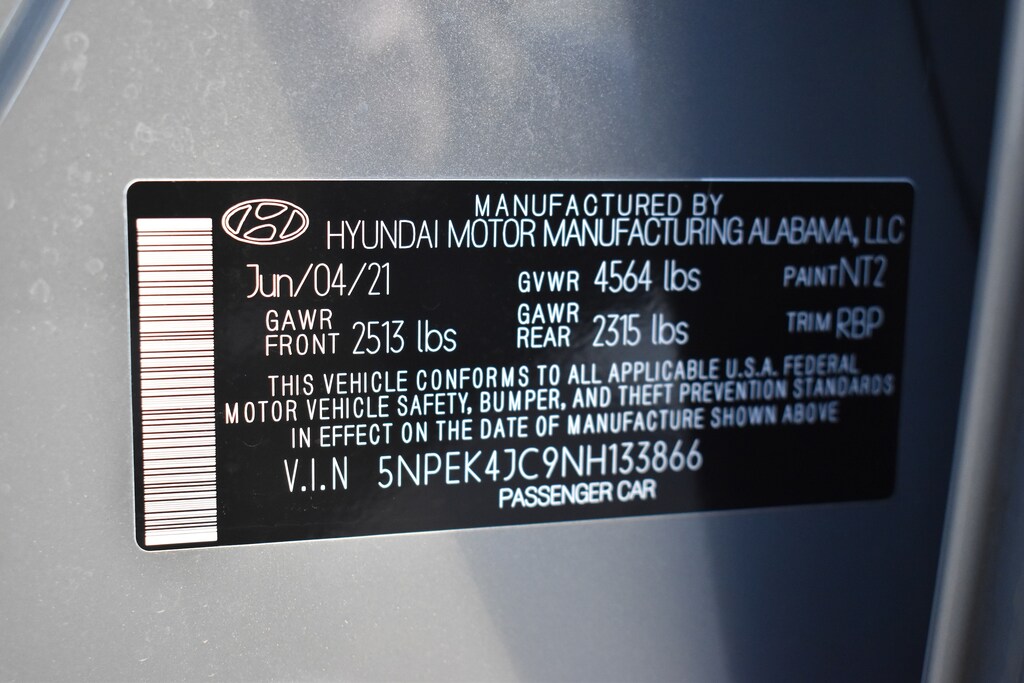 MANUFACTURED BY
HYUNDAI MOTOR MANUFACTURING ALABAMA, LLC
Jun/04/21 GVWR 4564 lbs PAINT NT2
GAWR FRONT 2513 lbs GAWR REAR 2315 lbs TRIM RBP
THIS VEHICLE CONFORMS TO ALL APPLICABLE U.S.A. FEDERAL
MOTOR VEHICLE SAFETY, BUMPER, AND THEFT PREVENTION STANDARDS
IN EFFECT ON THE DATE OF MANUFACTURE SHOWN ABOVE
V.I.N 5NPEK4JC9NH133866
PASSENGER CAR